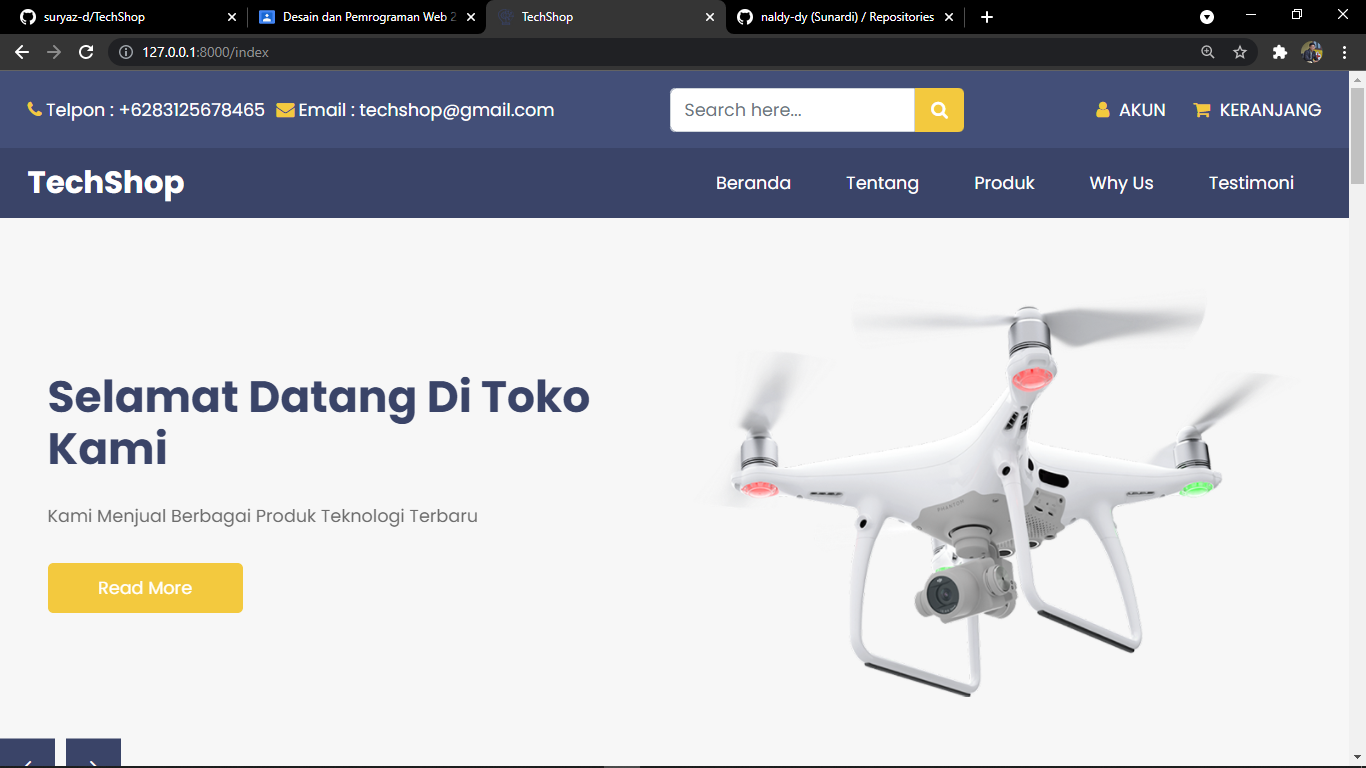 suryaz-d/TechShop
Desain dan Pemrograman Web 2
TechShop
naldy-dy (Sunardi) / Repositories
127.0.0.1:8000/index
Telpon : +6283125678465 Email : techshop@gmail.com
Search here...
AKUN KERANJANG
TechShop
Beranda Tentang Produk Why Us Testimoni
Selamat Datang Di Toko
Kami
Kami Menjual Berbagai Produk Teknologi Terbaru
Read More
PHANTOM